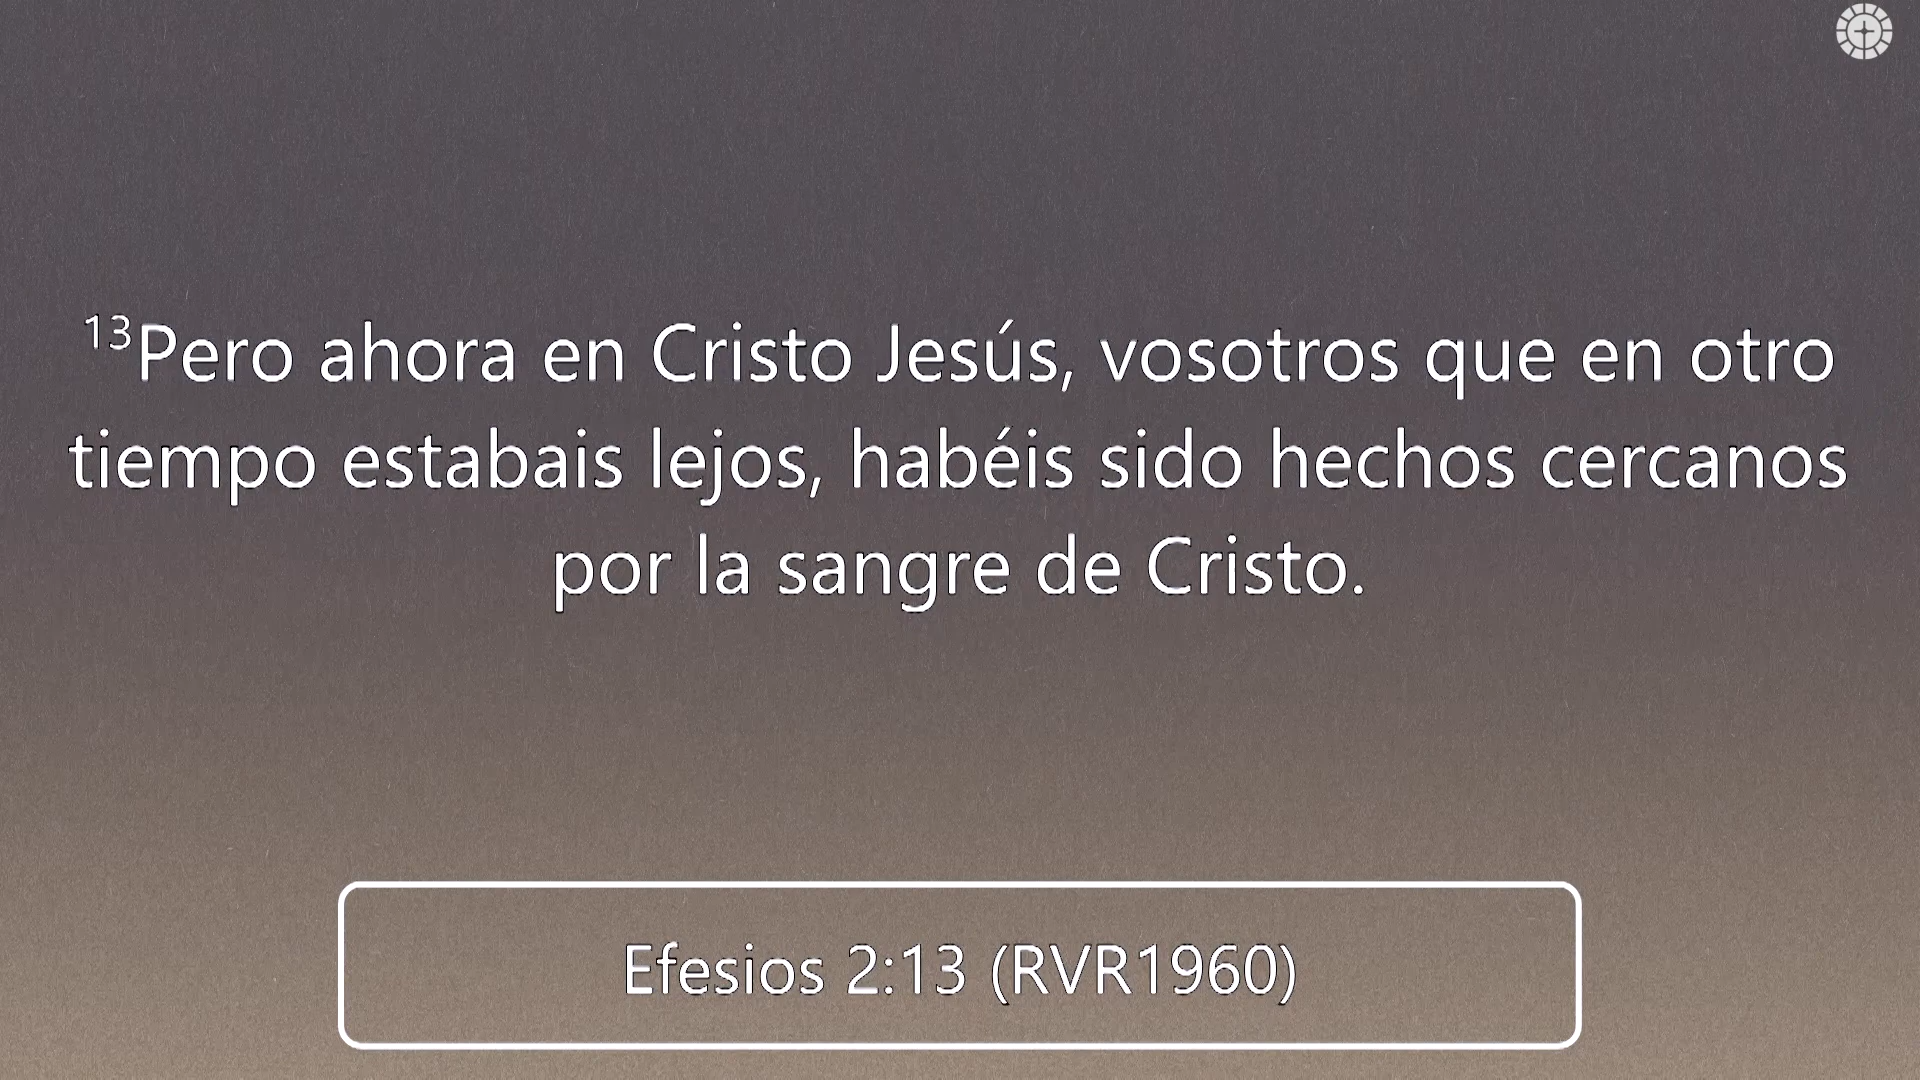 ¹³Pero ahora en Cristo Jesús, vosotros que en otro
tiempo estabais lejos, habéis sido hechos cercanos
por la sangre de Cristo.
Efesios 2:13 (RVR1960)